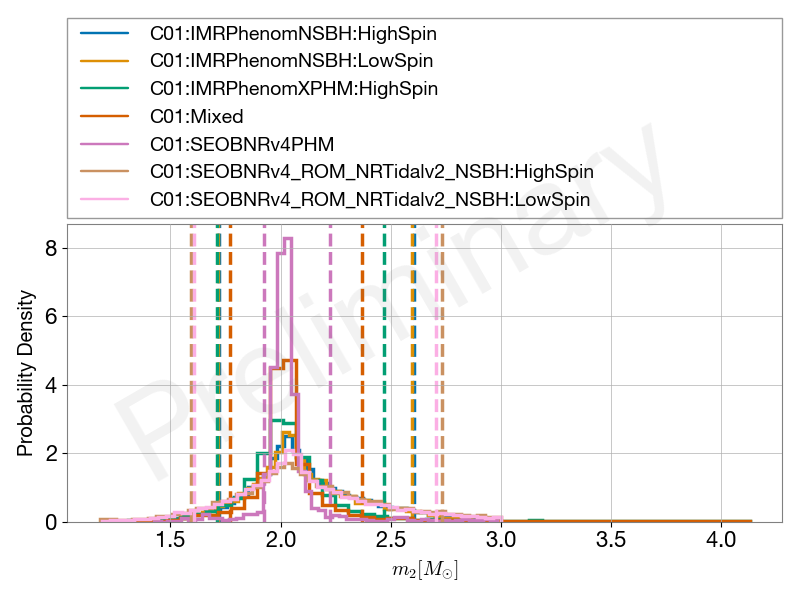 C01:IMRPhenomNSBH:HighSpin
C01:IMRPhenomNSBH:LowSpin
C01:IMRPhenomXPHM:HighSpin
C01:Mixed
C01:SEOBNRv4PHM
C01:SEOBNRv4_ROM_NRTidalv2_NSBH:HighSpin
C01:SEOBNRv4_ROM_NRTidalv2_NSBH:LowSpin
Preliminary
Probability Density
8
6
4
2
0
1.5 2.0 2.5 3.0 3.5 4.0
m₂[M☉]